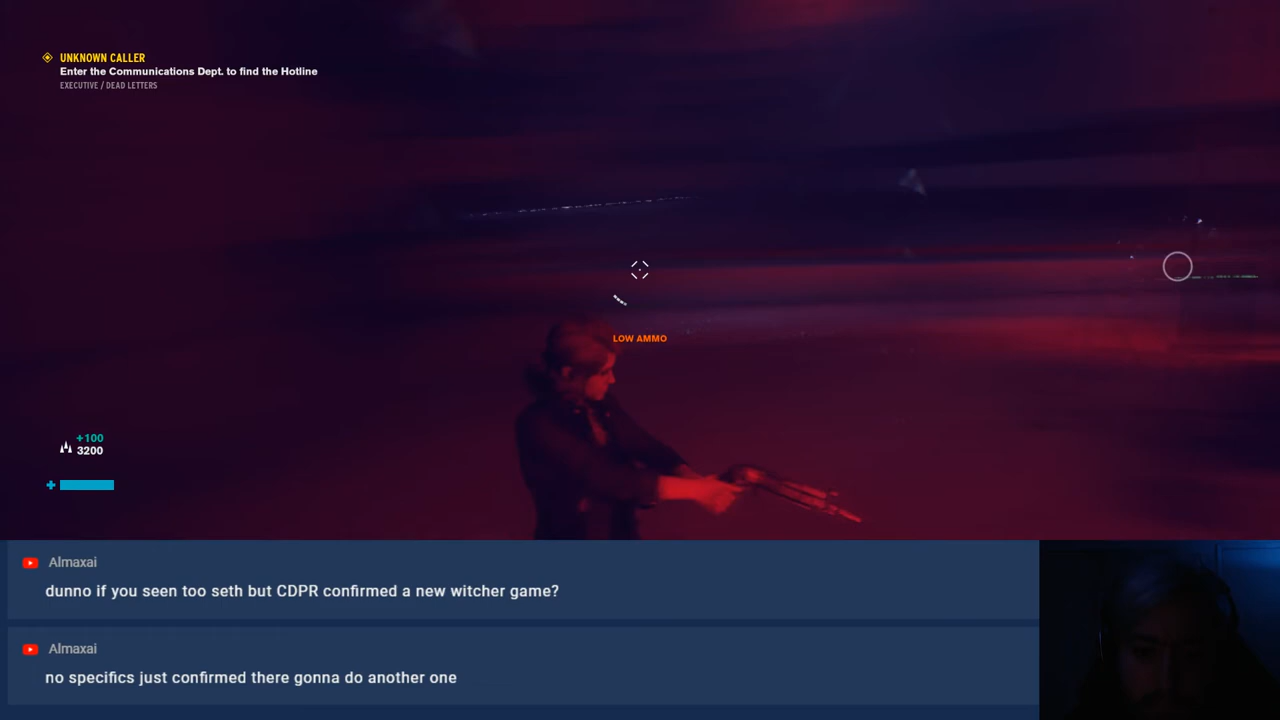 UNKNOWN CALLER
Enter the Communications Dept. to find the Hotline
EXECUTIVE / DEAD LETTERS
LOW AMMO
+100
3200
Almaxai
dunno if you seen too seth but CDPR confirmed a new witcher game?
Almaxai
no specifics just confirmed there gonna do another one